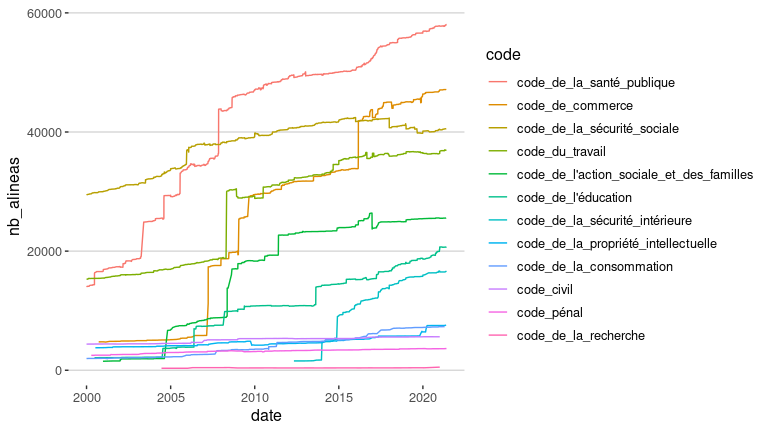 60000
40000
20000
0
nb_alineas
2000 2005 2010 2015 2020
date
code
code_de_la_santé_publique
code_de_commerce
code_de_la_sécurité_sociale
code_du_travail
code_de_l'action_sociale_et_des_familles
code_de_l'éducation
code_de_la_sécurité_intérieure
code_de_la_propriété_intellectuelle
code_de_la_consommation
code_civil
code_pénal
code_de_la_recherche